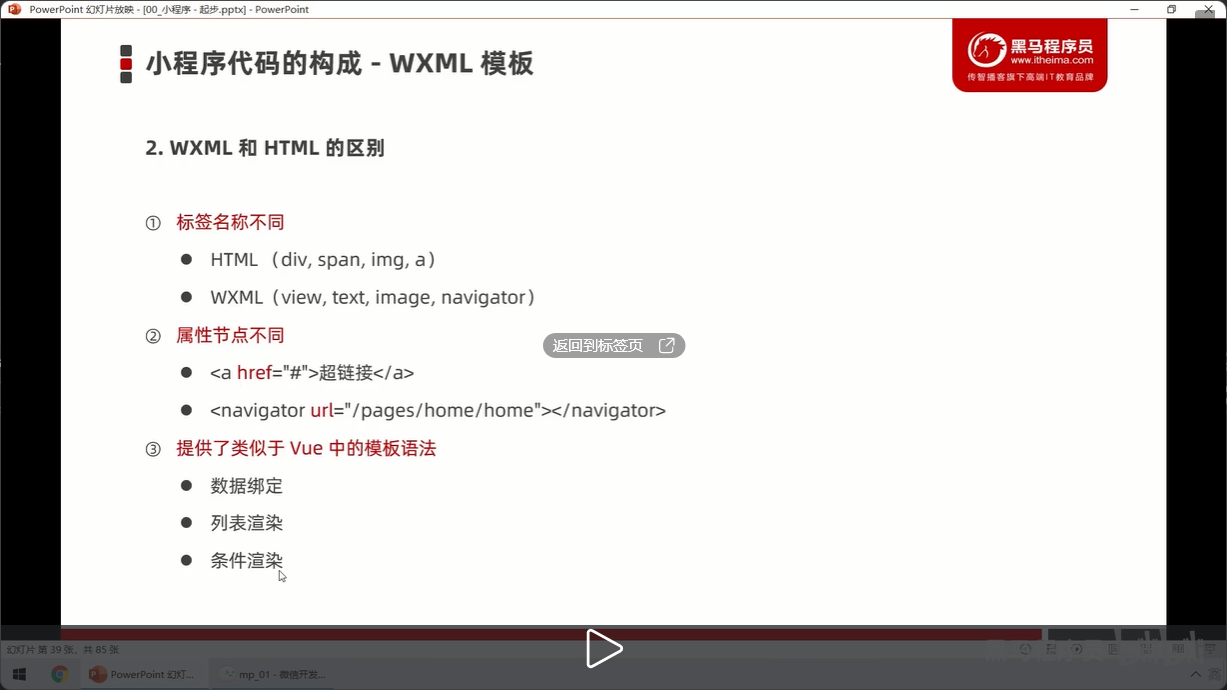 PowerPoint 幻灯片放映 - [00_小程序 - 起步.pptx] - PowerPoint
小程序代码的构成 - WXML 模板
黑马程序员
www.itheima.com
传智播客旗下高端IT教育品牌
2. WXML 和 HTML 的区别
① 标签名称不同
● HTML （div, span, img, a）
● WXML（view, text, image, navigator）
② 属性节点不同
返回到标签页
● <a href="#">超链接</a>
● <navigator url="/pages/home/home"></navigator>
③ 提供了类似于 Vue 中的模板语法
● 数据绑定
● 列表渲染
● 条件渲染
幻灯片 第 39 张，共 85 张
黑马程序员
bilibili
PowerPoint 幻灯...
mp_01 - 微信开发...